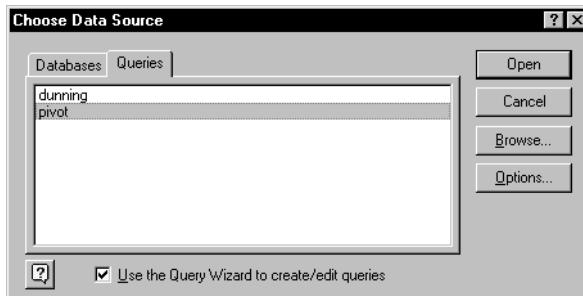 Choose Data Source
Databases Queries
dunning
pivot
Open
Cancel
Browse...
Options...
Use the Query Wizard to create/edit queries